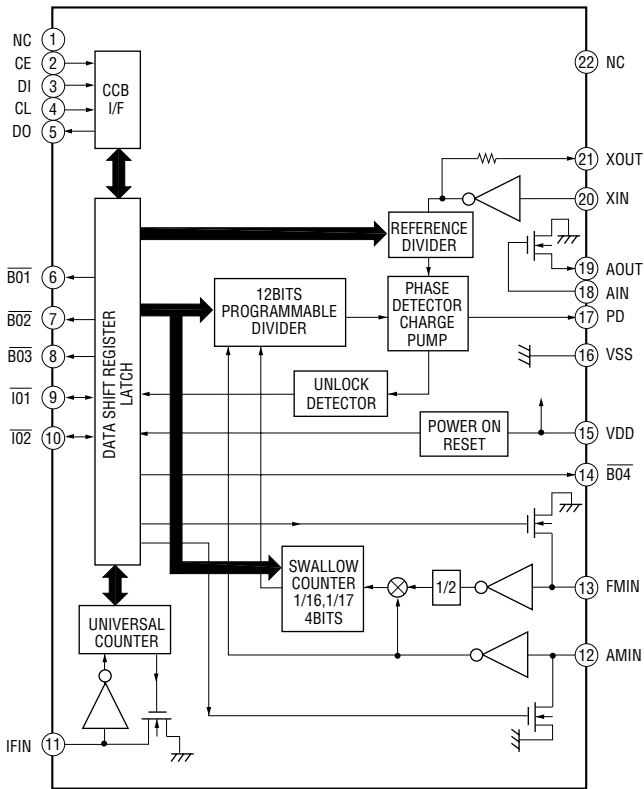 NC 1
CE 2
DI 3
CL 4
DO 5
CCB
I/F
22 NC
21 XOUT
20 XIN
REFERENCE
DIVIDER
19 AOUT
18 AIN
B01 6
B02 7
B03 8
I01 9
I02 10
DATA SHIFT REGISTER
LATCH
12BITS
PROGRAMMABLE
DIVIDER
PHASE
DETECTOR
CHARGE
PUMP
17 PD
16 VSS
UNLOCK
DETECTOR
POWER ON
RESET
15 VDD
14 B04
SWALLOW
COUNTER
1/16,1/17
4BITS
1/2
13 FMIN
UNIVERSAL
COUNTER
12 AMIN
IFIN 11